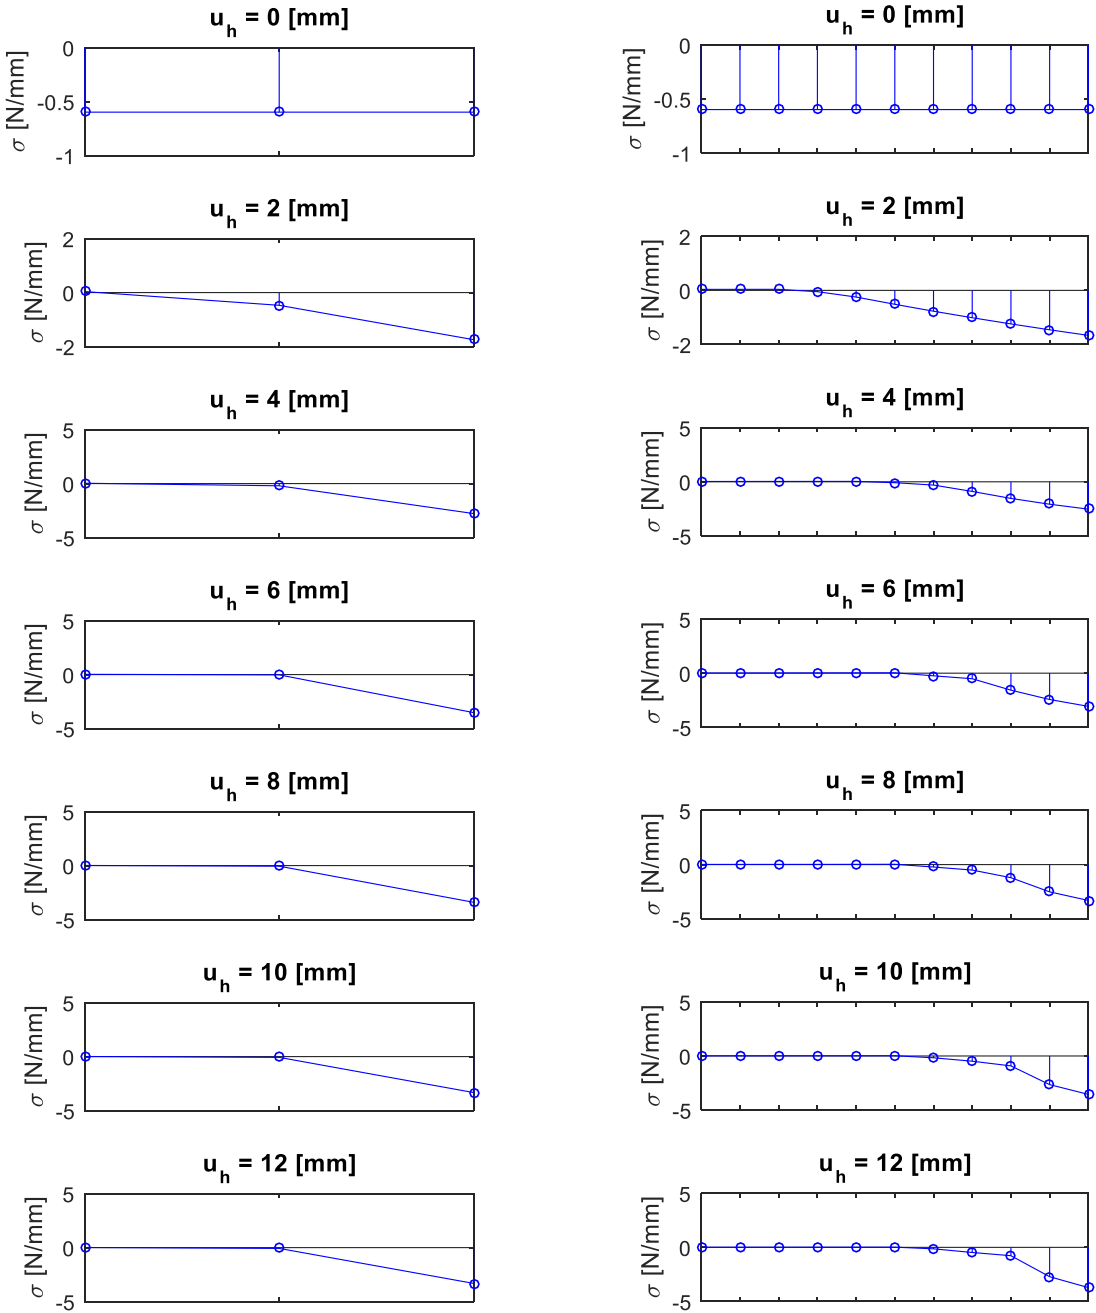 u_h = 0 [mm]
0
-0.5
-1
σ [N/mm]
u_h = 0 [mm]
0
-0.5
-1
σ [N/mm]
u_h = 2 [mm]
2
0
-2
σ [N/mm]
u_h = 2 [mm]
2
0
-2
σ [N/mm]
u_h = 4 [mm]
5
0
-5
σ [N/mm]
u_h = 4 [mm]
5
0
-5
σ [N/mm]
u_h = 6 [mm]
5
0
-5
σ [N/mm]
u_h = 6 [mm]
5
0
-5
σ [N/mm]
u_h = 8 [mm]
5
0
-5
σ [N/mm]
u_h = 8 [mm]
5
0
-5
σ [N/mm]
u_h = 10 [mm]
5
0
-5
σ [N/mm]
u_h = 10 [mm]
5
0
-5
σ [N/mm]
u_h = 12 [mm]
5
0
-5
σ [N/mm]
u_h = 12 [mm]
5
0
-5
σ [N/mm]